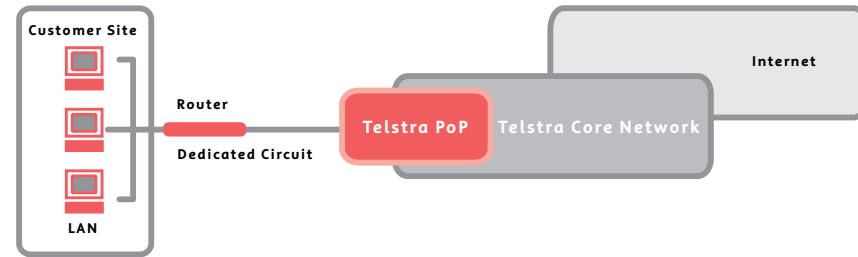 Customer Site
Internet
Router
Telstra PoP
Telstra Core Network
Dedicated Circuit
LAN